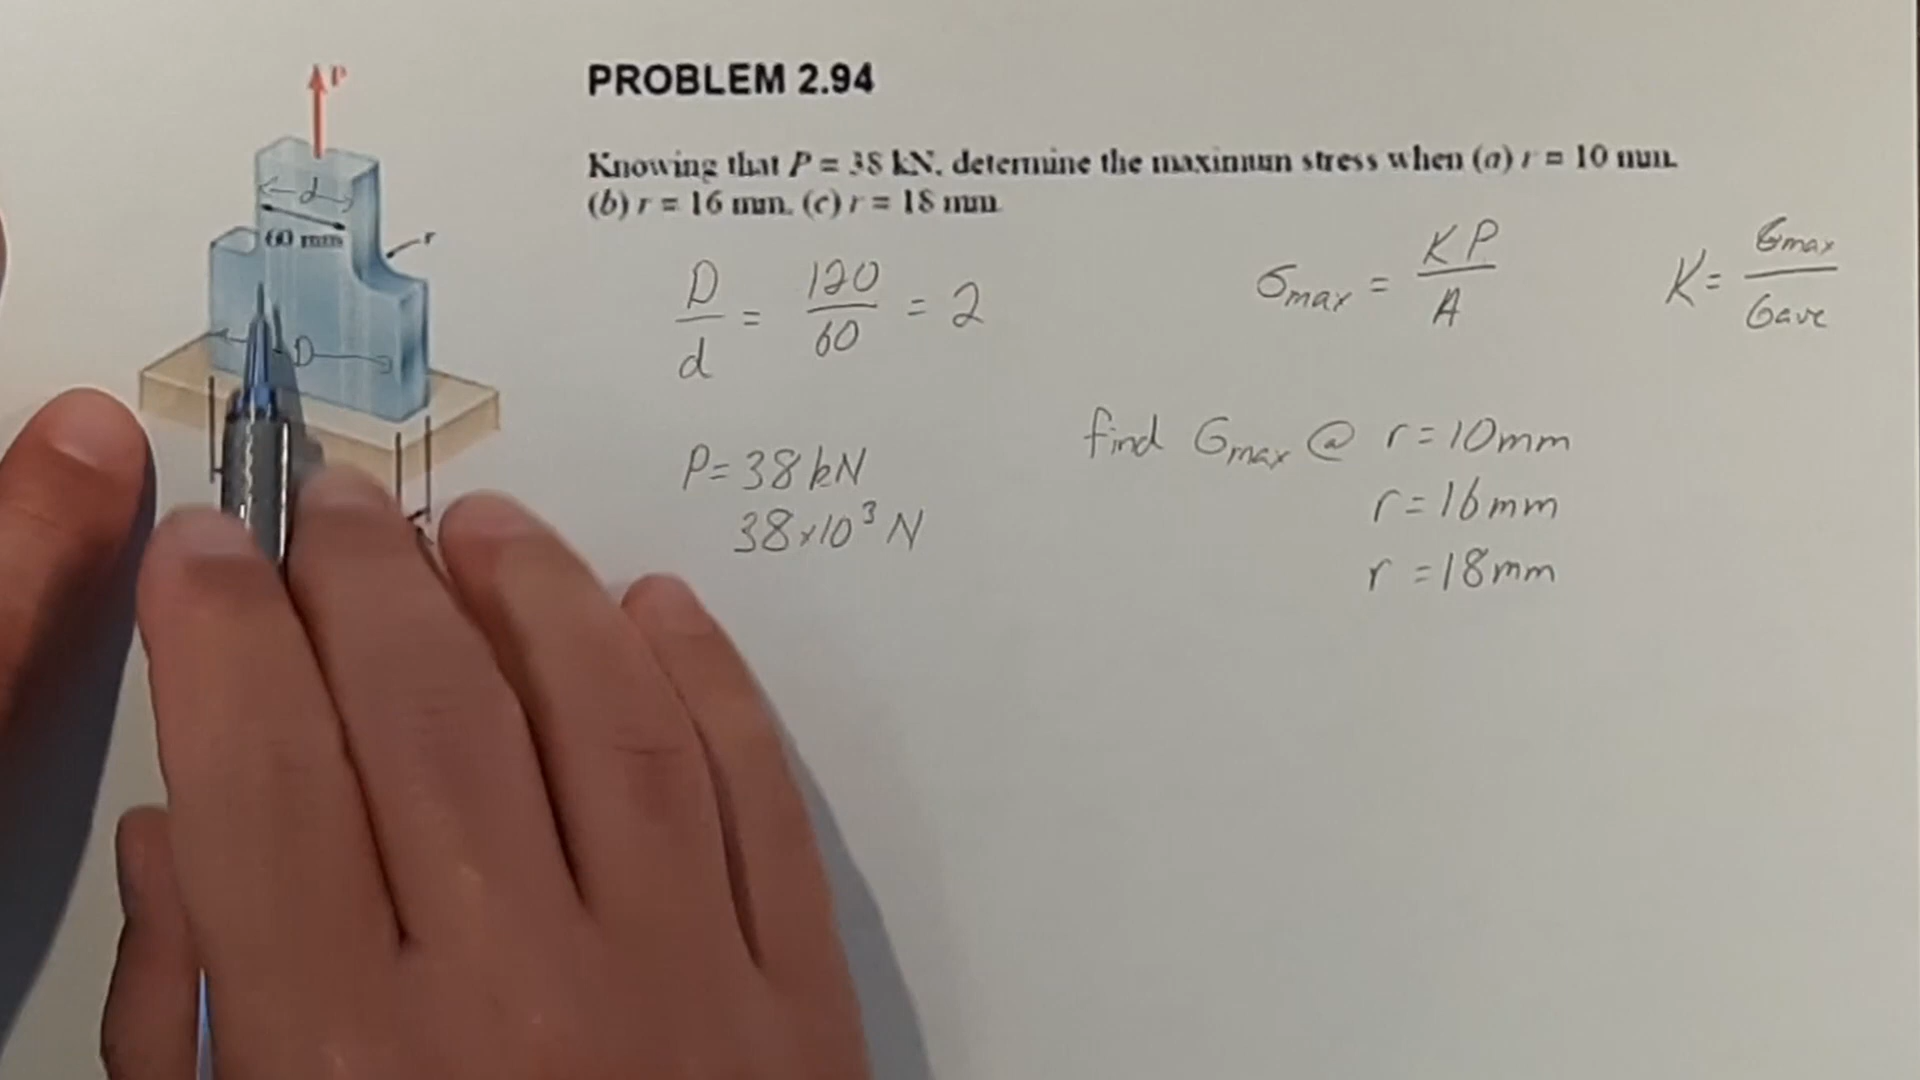 P
d
60 mm
r
D
PROBLEM 2.94
Knowing that P = 38 kN, determine the maximum stress when (a) r = 10 mm,
(b) r = 16 mm, (c) r = 18 mm
D/d = 120/60 = 2
σmax = KP/A
K = σmax/σave
P = 38 kN
38×10³ N
find σmax @ r = 10mm
r = 16mm
r = 18mm